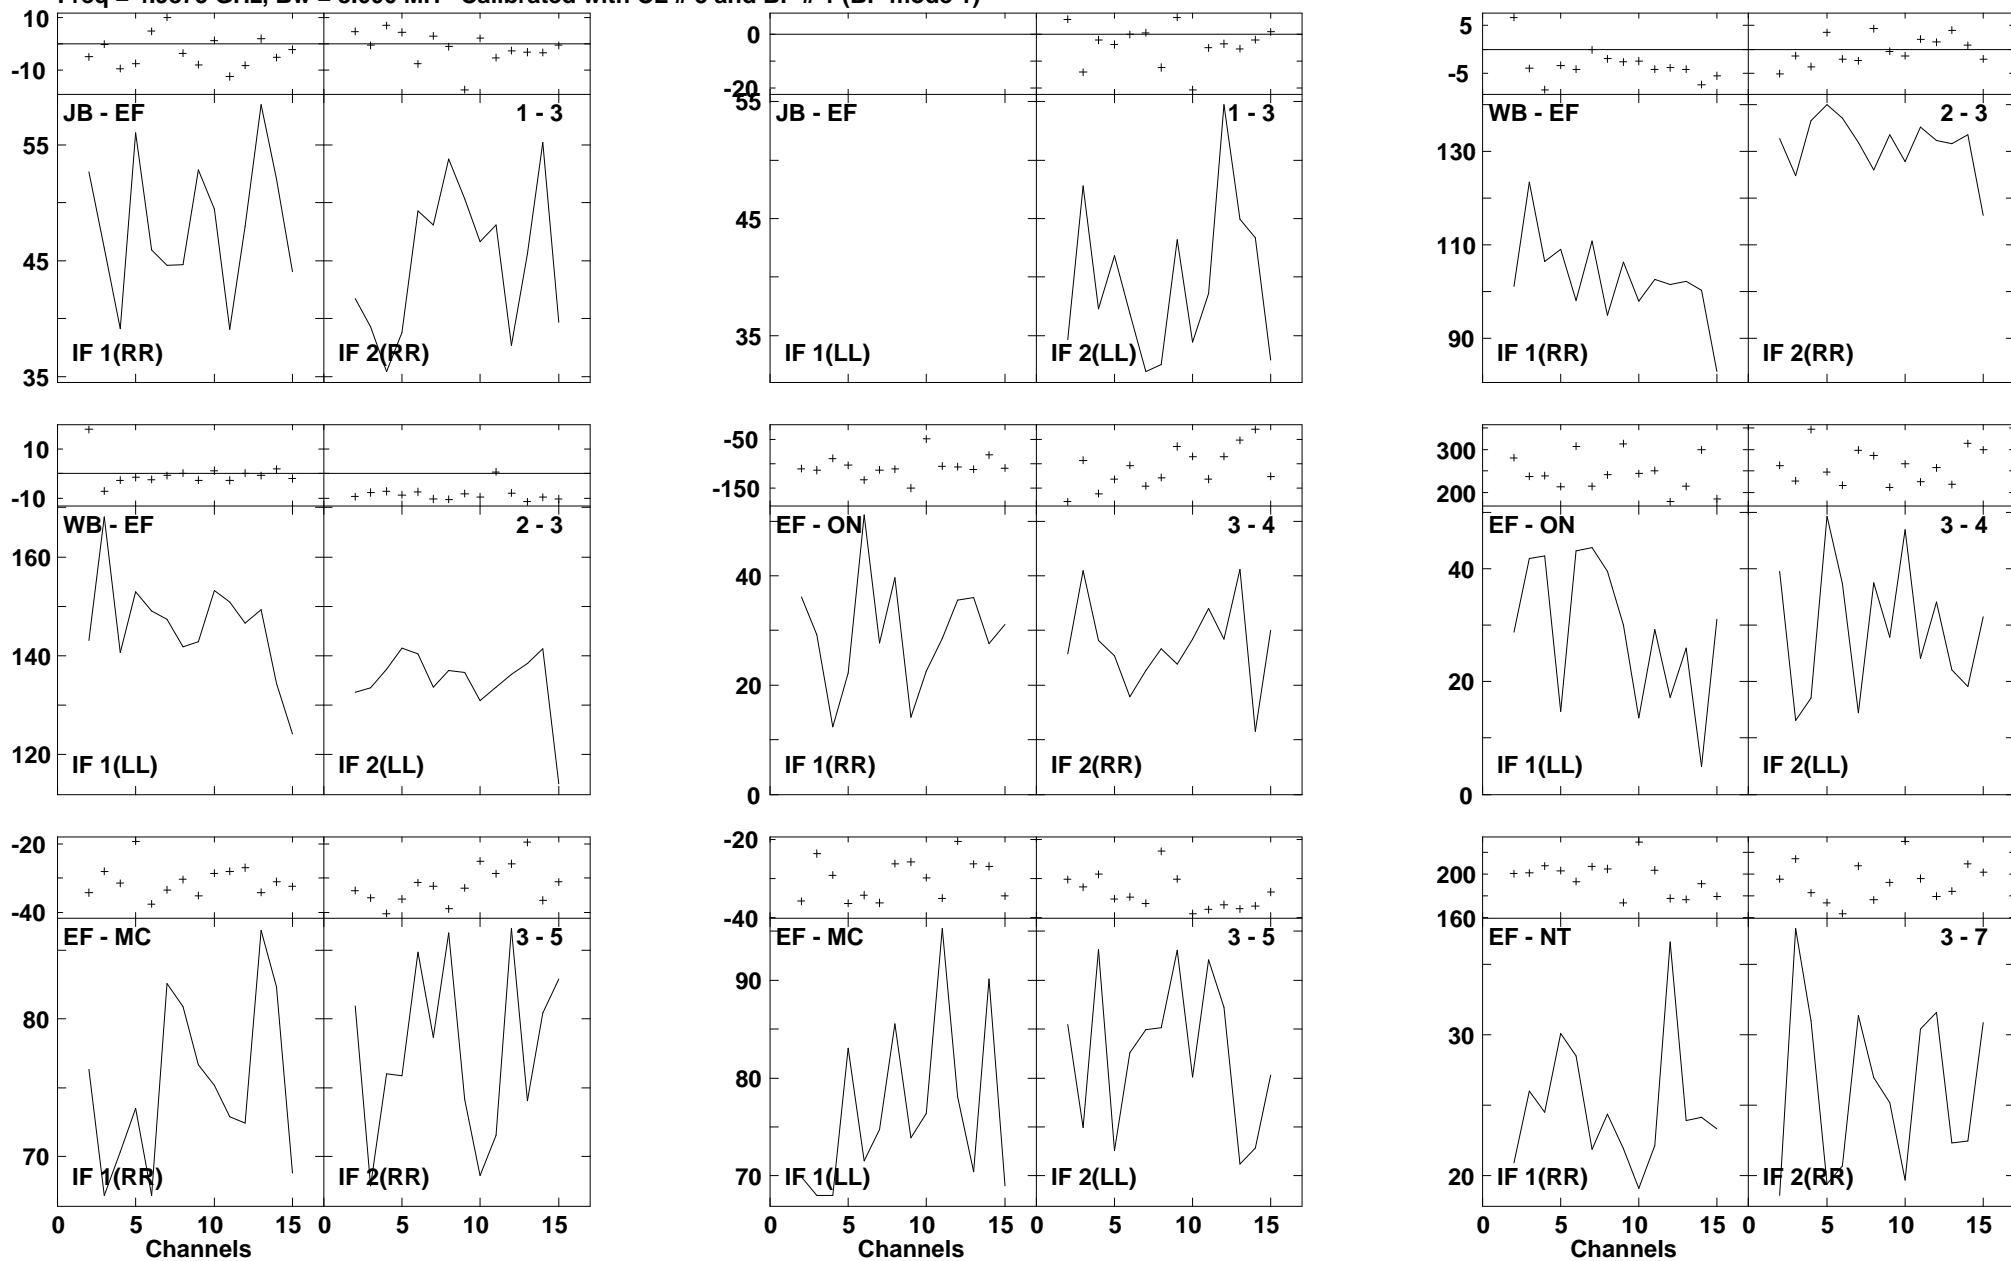 10
-10
JB - EF
1 - 3
55
45
35
IF 1(RR)
IF 2(RR)
0
-20
JB - EF
1 - 3
55
45
35
IF 1(LL)
IF 2(LL)
5
-5
WB - EF
2 - 3
130
110
90
IF 1(RR)
IF 2(RR)
10
-10
WB - EF
2 - 3
160
140
120
IF 1(LL)
IF 2(LL)
-50
-150
EF - ON
3 - 4
40
20
0
IF 1(RR)
IF 2(RR)
300
200
EF - ON
3 - 4
40
20
0
IF 1(LL)
IF 2(LL)
-20
-40
EF - MC
3 - 5
80
70
IF 1(RR)
IF 2(RR)
0 5 10 15 0 5 10 15
Channels
-20
-40
EF - MC
3 - 5
90
80
70
IF 1(LL)
IF 2(LL)
0 5 10 15 0 5 10 15
Channels
200
160
EF - NT
3 - 7
30
20
IF 1(RR)
IF 2(RR)
0 5 10 15 0 5 10 15
Channels